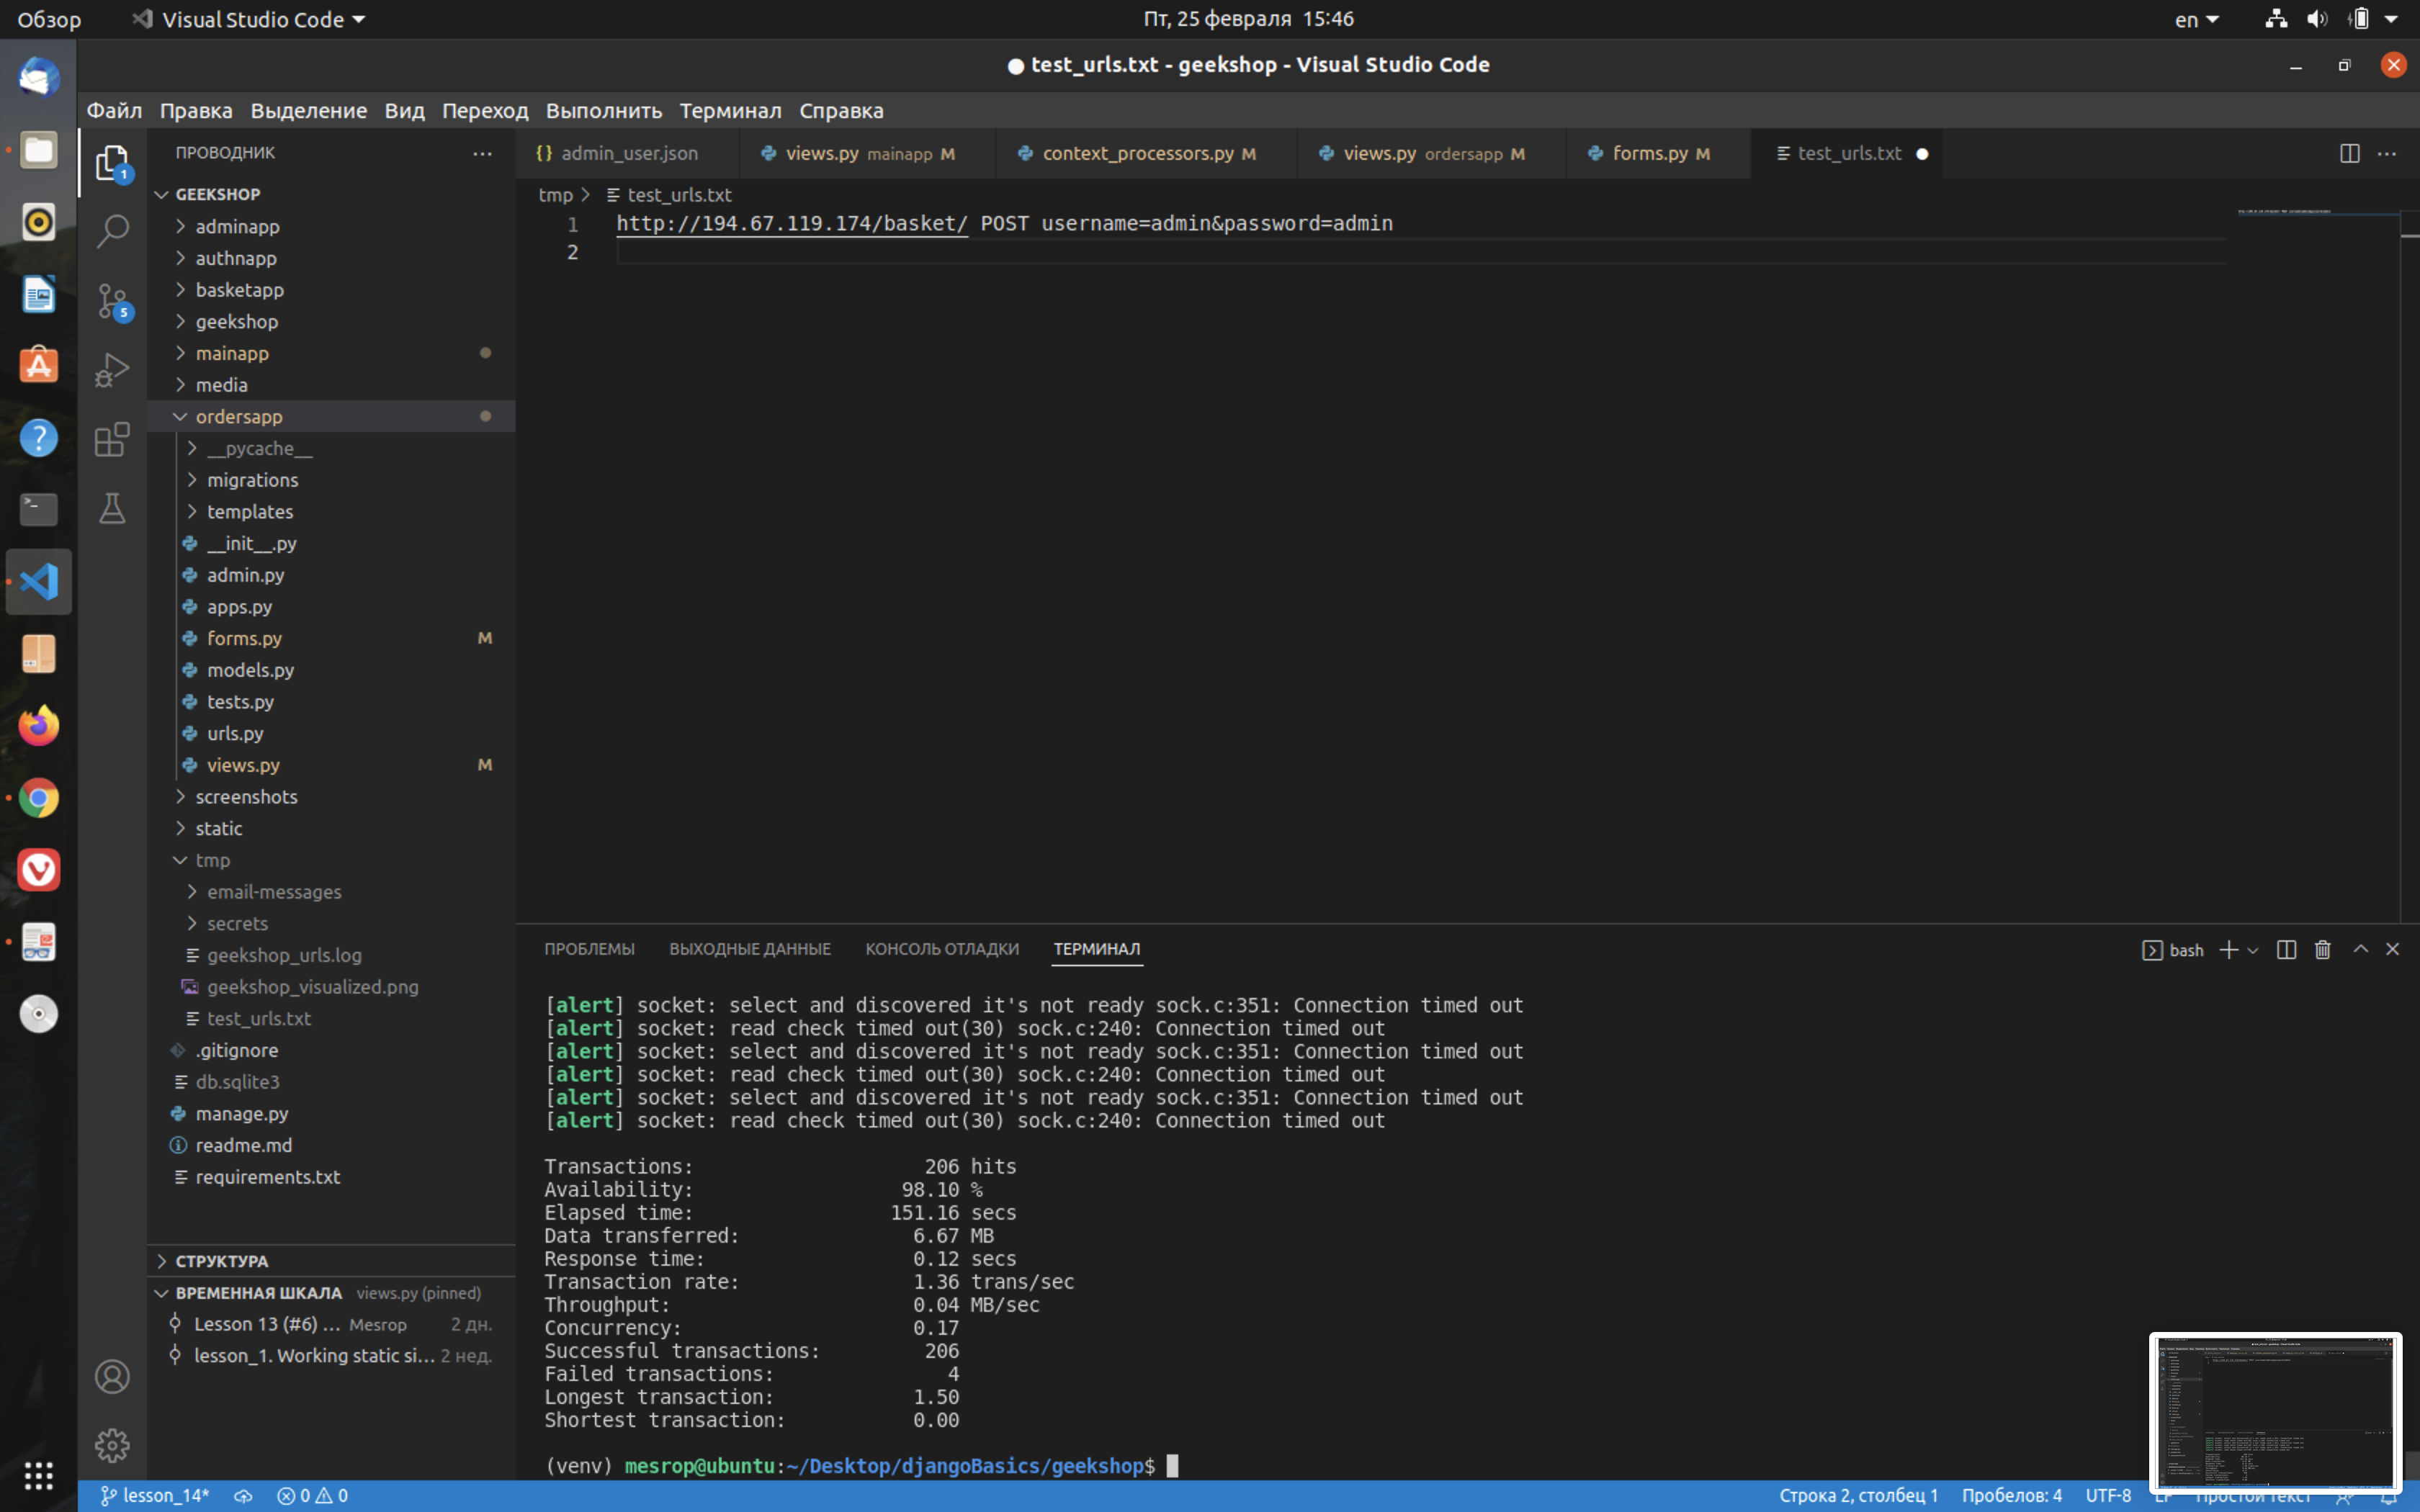 Обзор
Visual Studio Code
Пт, 25 февраля 15:46
en
● test_urls.txt - geekshop - Visual Studio Code
Файл Правка Выделение Вид Переход Выполнить Терминал Справка
ПРОВОДНИК
{} admin_user.json
views.py mainapp M
context_processors.py M
views.py ordersapp M
forms.py M
test_urls.txt
tmp > test_urls.txt
1 http://194.67.119.174/basket/ POST username=admin&password=admin
2
1
5
GEEKSHOP
adminapp
authnapp
basketapp
geekshop
mainapp
media
ordersapp
__pycache__
migrations
templates
__init__.py
admin.py
apps.py
forms.py M
models.py
tests.py
urls.py
views.py M
screenshots
static
tmp
email-messages
secrets
geekshop_urls.log
geekshop_visualized.png
test_urls.txt
.gitignore
db.sqlite3
manage.py
readme.md
requirements.txt
СТРУКТУРА
ВРЕМЕННАЯ ШКАЛА views.py (pinned)
Lesson 13 (#6) ... Mesrop 2 дн.
lesson_1. Working static si... 2 нед.
ПРОБЛЕМЫ ВЫХОДНЫЕ ДАННЫЕ КОНСОЛЬ ОТЛАДКИ ТЕРМИНАЛ
bash
[alert] socket: select and discovered it's not ready sock.c:351: Connection timed out
[alert] socket: read check timed out(30) sock.c:240: Connection timed out
[alert] socket: select and discovered it's not ready sock.c:351: Connection timed out
[alert] socket: read check timed out(30) sock.c:240: Connection timed out
[alert] socket: select and discovered it's not ready sock.c:351: Connection timed out
[alert] socket: read check timed out(30) sock.c:240: Connection timed out
Transactions: 206 hits
Availability: 98.10 %
Elapsed time: 151.16 secs
Data transferred: 6.67 MB
Response time: 0.12 secs
Transaction rate: 1.36 trans/sec
Throughput: 0.04 MB/sec
Concurrency: 0.17
Successful transactions: 206
Failed transactions: 4
Longest transaction: 1.50
Shortest transaction: 0.00
(venv) mesrop@ubuntu:~/Desktop/djangoBasics/geekshop$
lesson_14*
0 0
Строка 2, столбец 1 Пробелов: 4 UTF-8 LF Простой текст